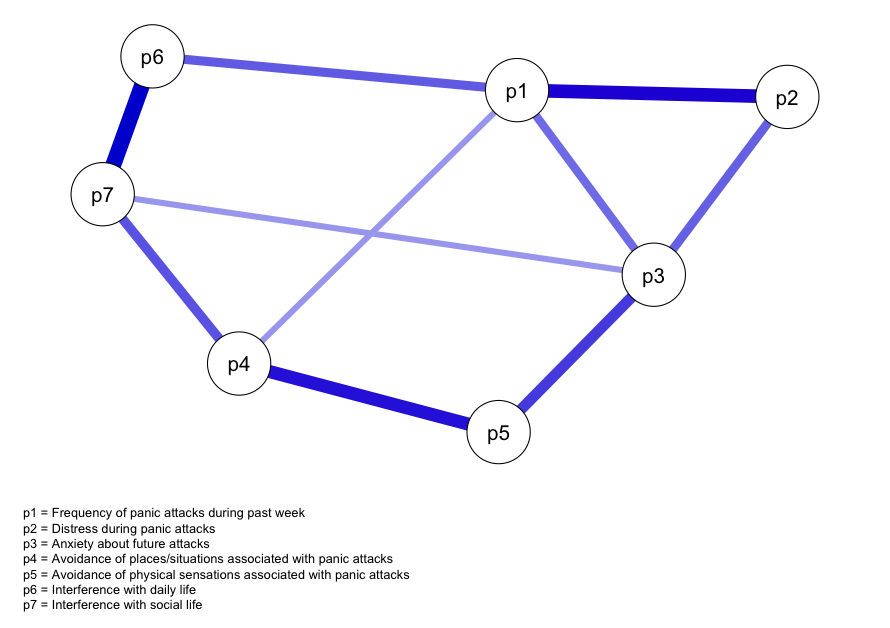 p6
p1
p2
p7
p3
p4
p5
p1 = Frequency of panic attacks during past week
p2 = Distress during panic attacks
p3 = Anxiety about future attacks
p4 = Avoidance of places/situations associated with panic attacks
p5 = Avoidance of physical sensations associated with panic attacks
p6 = Interference with daily life
p7 = Interference with social life